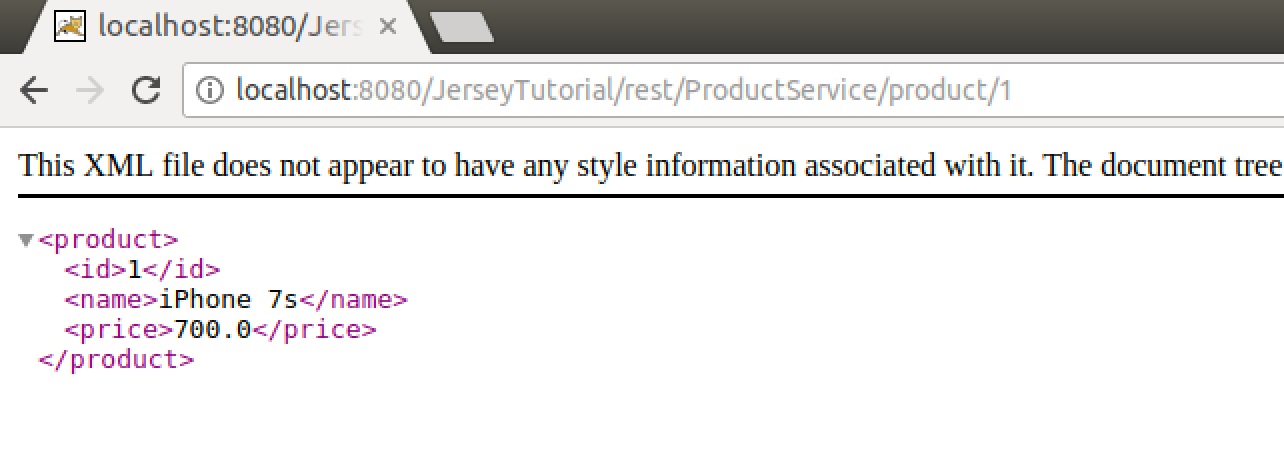 localhost:8080/Jers
localhost:8080/JerseyTutorial/rest/ProductService/product/1
This XML file does not appear to have any style information associated with it. The document tree
<product>
<id>1</id>
<name>iPhone 7s</name>
<price>700.0</price>
</product>